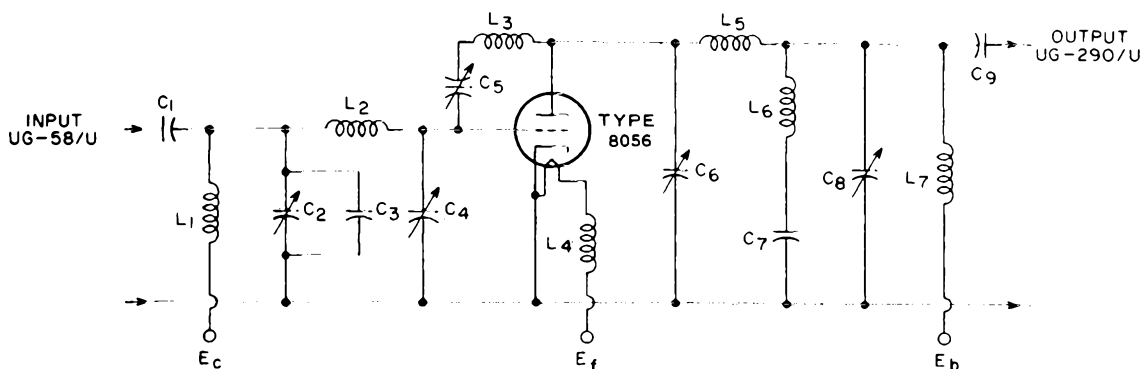 INPUT
UG-58/U
C1
L1
Ec
C2
C3
L2
C4
C5
L3
TYPE
8056
L4
Ef
C6
L5
L6
C7
C8
L7
Eb
C9
OUTPUT
UG-290/U